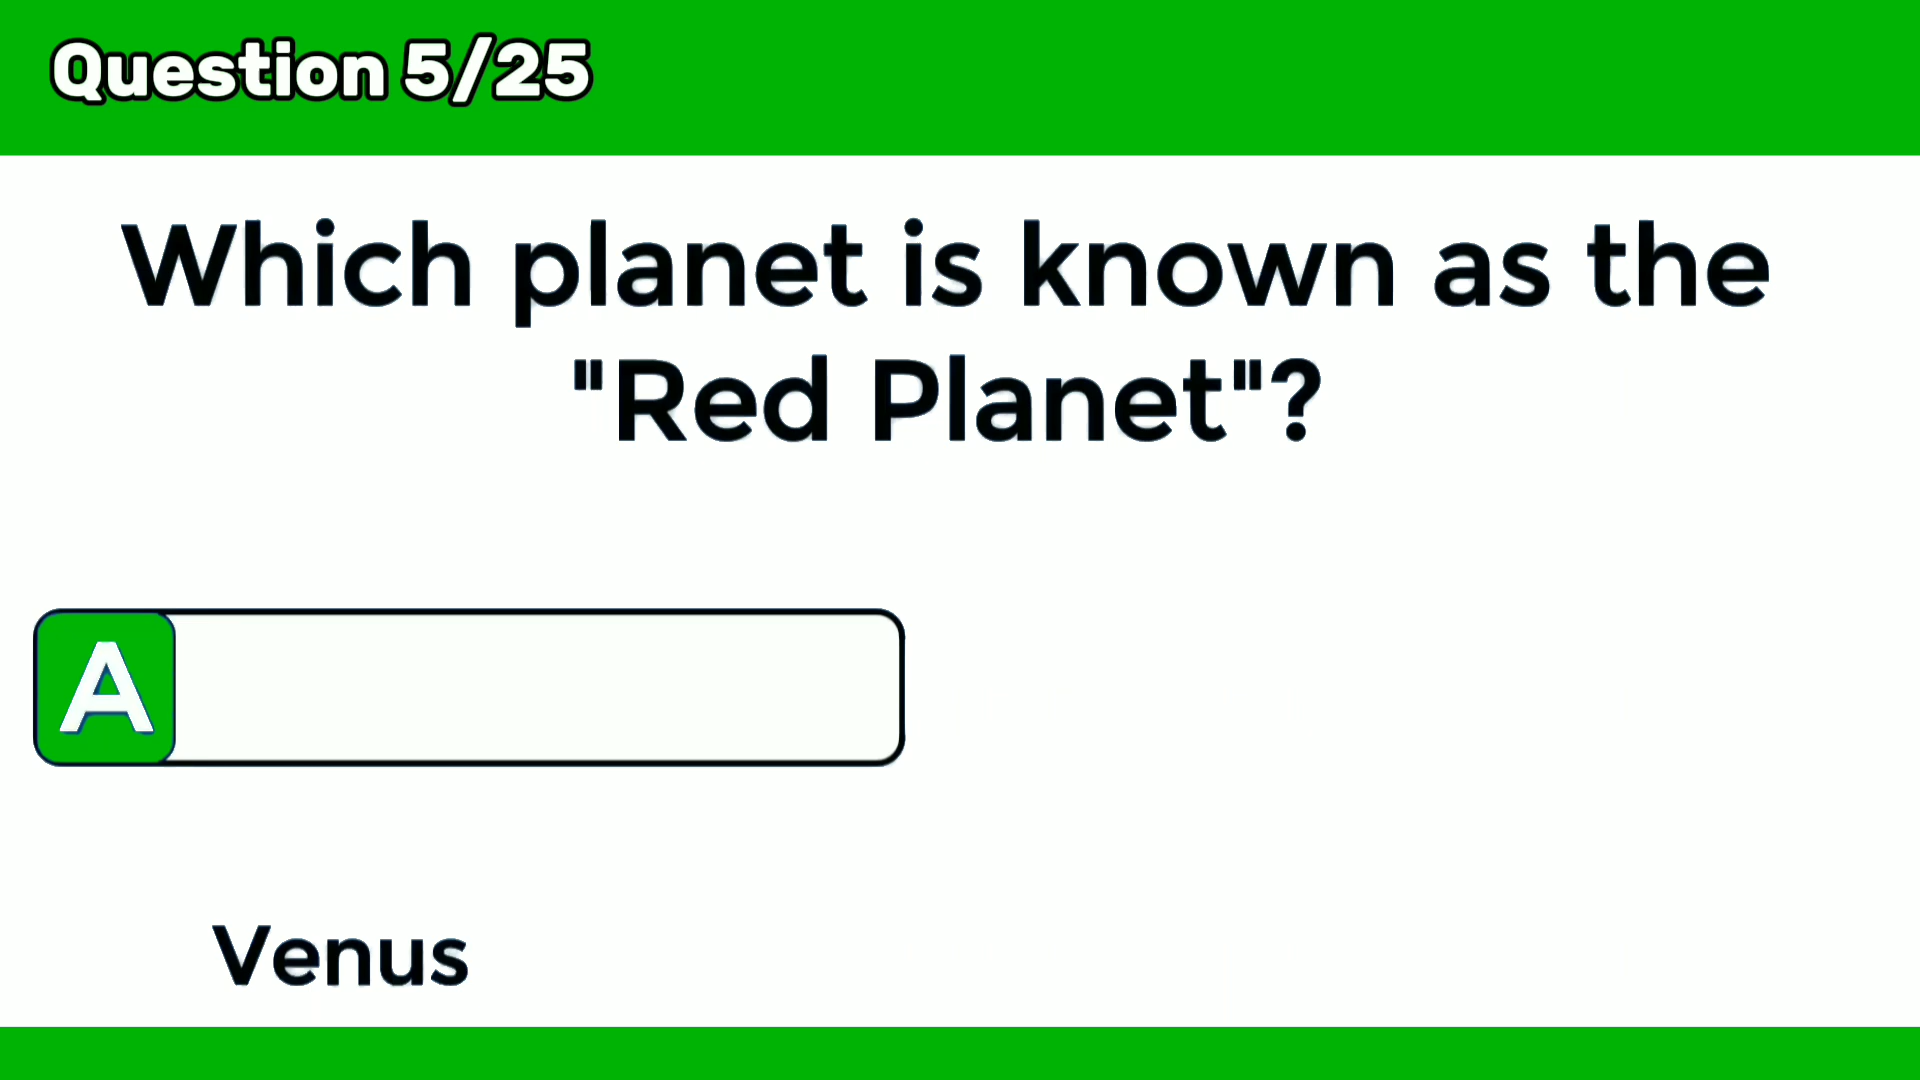 Question 5/25
Which planet is known as the
"Red Planet"?
A
Venus